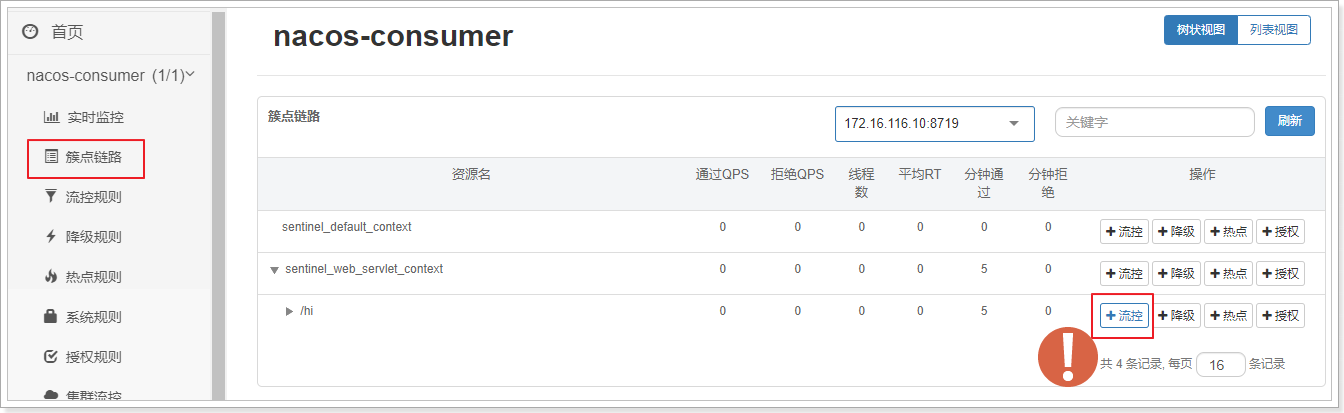 首页
nacos-consumer (1/1)
实时监控
簇点链路
流控规则
降级规则
热点规则
系统规则
授权规则
集群流控
nacos-consumer
树状视图 列表视图
簇点链路
172.16.116.10:8719
关键字
刷新
资源名 通过QPS 拒绝QPS 线程数 平均RT 分钟通过 分钟拒绝 操作
sentinel_default_context 0 0 0 0 0 0 流控 降级 热点 授权
sentinel_web_servlet_context 0 0 0 0 5 0 流控 降级 热点 授权
/hi 0 0 0 0 5 0 流控 降级 热点 授权
共 4 条记录, 每页 16 条记录